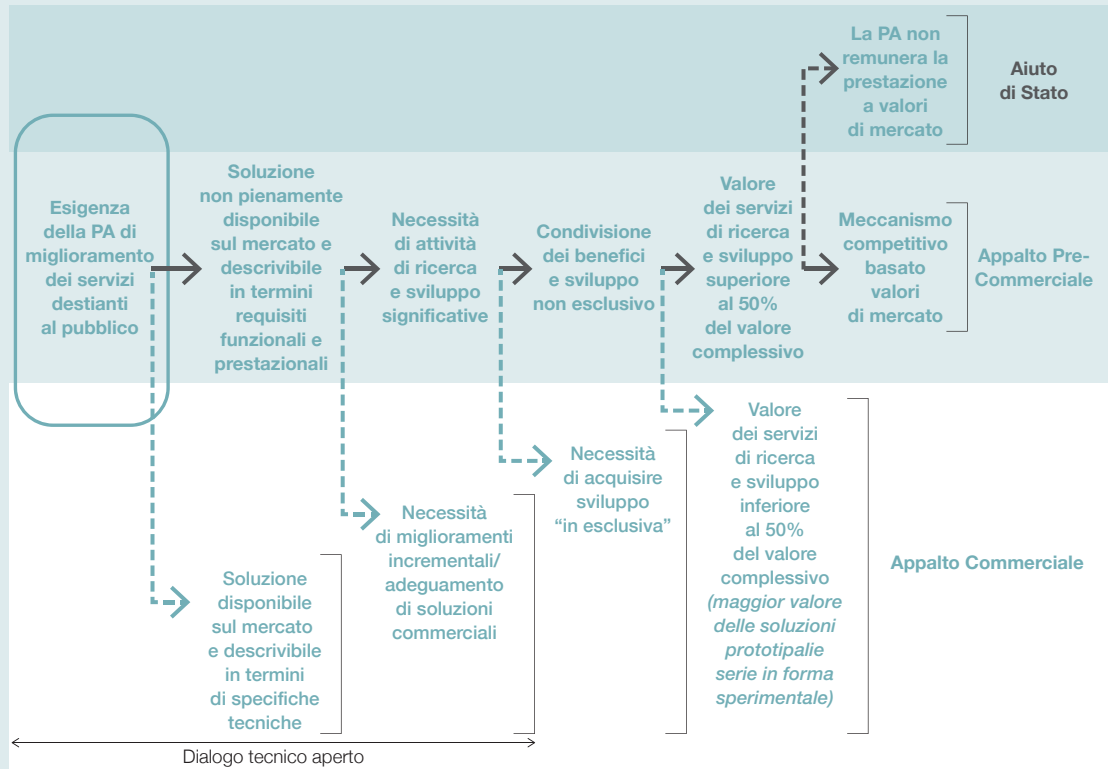 La PA non
remunera la
prestazione
a valori
di mercato
Aiuto
di Stato
Esigenza
della PA di
miglioramento
dei servizi
destianti
al pubblico
Soluzione
non pienamente
disponibile
sul mercato e
descrivibile
in termini
requisiti
funzionali e
prestazionali
Necessità
di attività
di ricerca
e sviluppo
significative
Condivisione
dei benefici
e sviluppo
non esclusivo
Valore
dei servizi
di ricerca
e sviluppo
superiore
al 50%
del valore
complessivo
Meccanismo
competitivo
basato
valori
di mercato
Appalto Pre-
Commerciale
Soluzione
disponibile
sul mercato
e descrivibile
in termini
di specifiche
tecniche
Necessità
di miglioramenti
incrementali/
adeguamento
di soluzioni
commerciali
Necessità
di acquisire
sviluppo
“in esclusiva”
Valore
dei servizi
di ricerca
e sviluppo
inferiore
al 50%
del valore
complessivo
(maggior valore
delle soluzioni
prototipalie
serie in forma
sperimentale)
Appalto Commerciale
Dialogo tecnico aperto